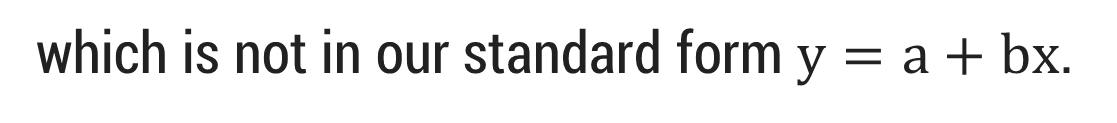 which is not in our standard form y = a + bx.